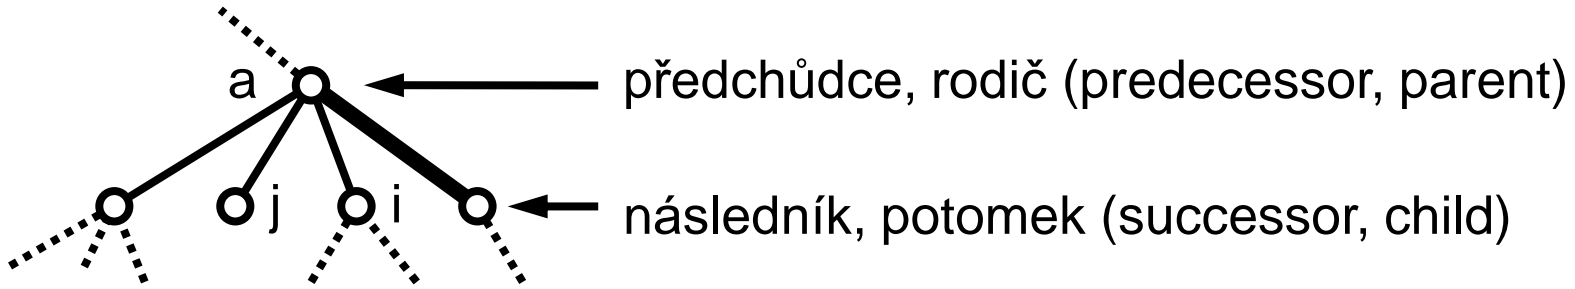 a
předchůdce, rodič (predecessor, parent)
j
i
následník, potomek (successor, child)